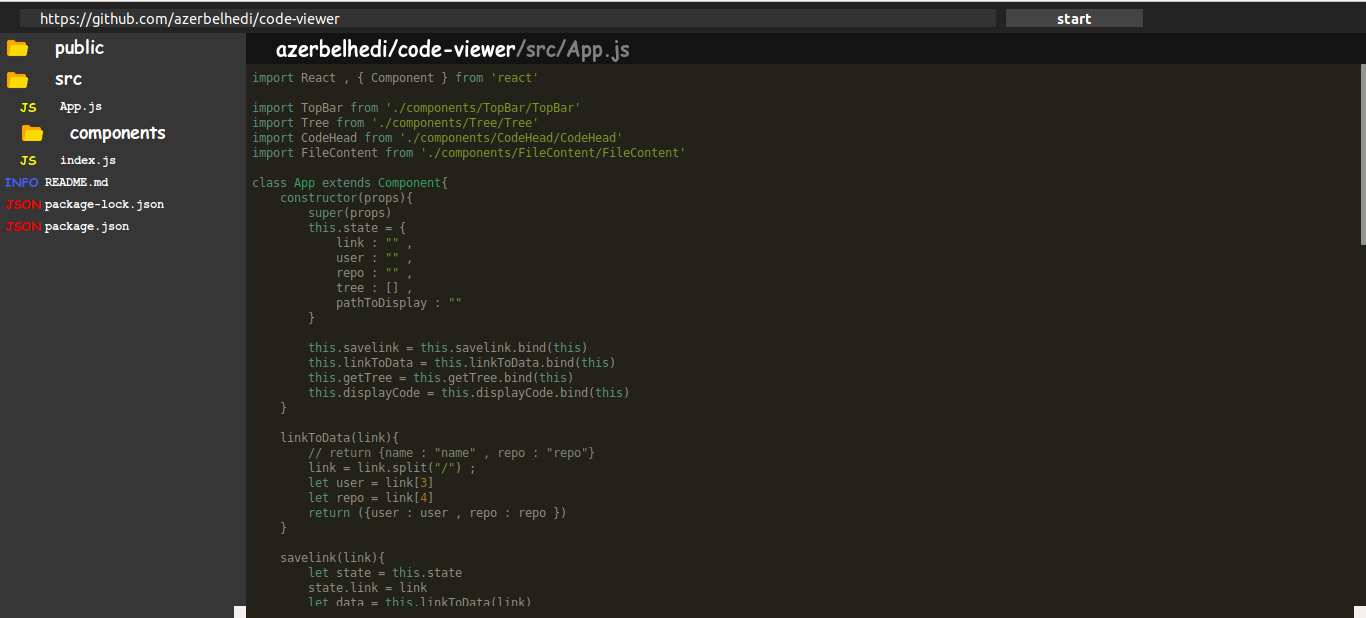 https://github.com/azerbelhedi/code-viewer
start
public
src
JS App.js
components
JS index.js
INFO README.md
JSON package-lock.json
JSON package.json
azerbelhedi/code-viewer/src/App.js
import React , { Component } from 'react'
import TopBar from './components/TopBar/TopBar'
import Tree from './components/Tree/Tree'
import CodeHead from './components/CodeHead/CodeHead'
import FileContent from './components/FileContent/FileContent'
class App extends Component{
constructor(props){
super(props)
this.state = {
link : "" ,
user : "" ,
repo : "" ,
tree : [] ,
pathToDisplay : ""
}
this.savelink = this.savelink.bind(this)
this.linkToData = this.linkToData.bind(this)
this.getTree = this.getTree.bind(this)
this.displayCode = this.displayCode.bind(this)
}
linkToData(link){
// return {name : "name" , repo : "repo"}
link = link.split("/") ;
let user = link[3]
let repo = link[4]
return ({user : user , repo : repo })
}
savelink(link){
let state = this.state
state.link = link
let data = this.linkToData(link)